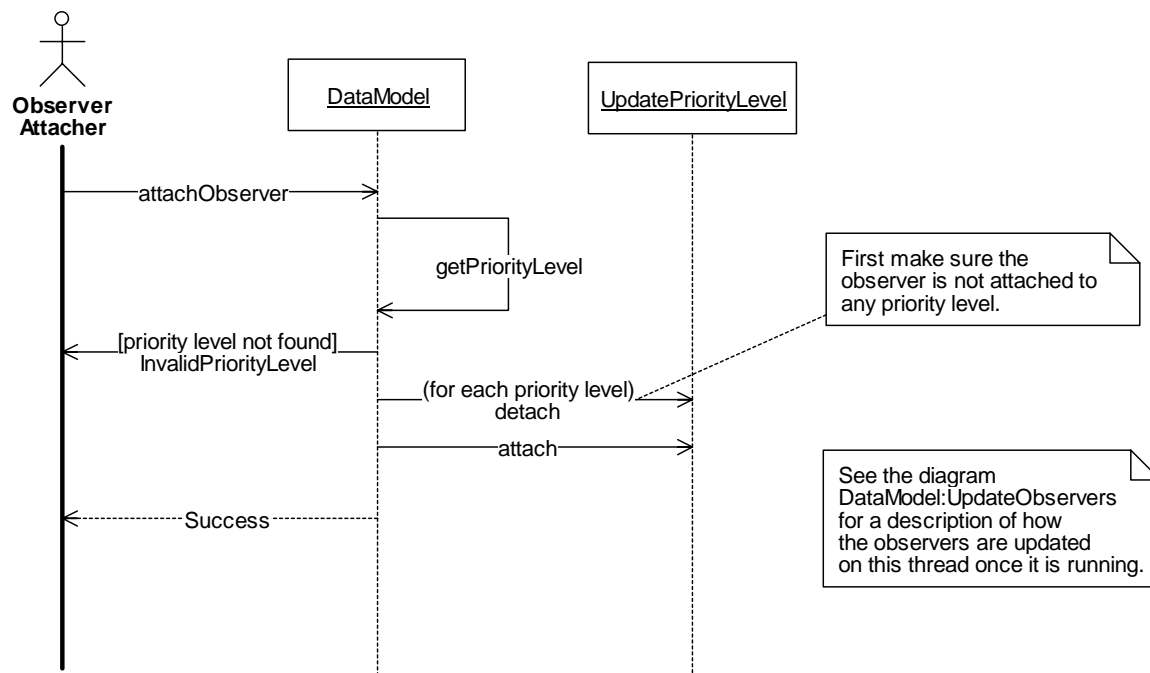 Observer
Attacher
DataModel
UpdatePriorityLevel
attachObserver
getPriorityLevel
First make sure the
observer is not attached to
any priority level.
[priority level not found]
InvalidPriorityLevel
(for each priority level)
detach
attach
See the diagram
DataModel:UpdateObservers
for a description of how
the observers are updated
on this thread once it is running.
Success